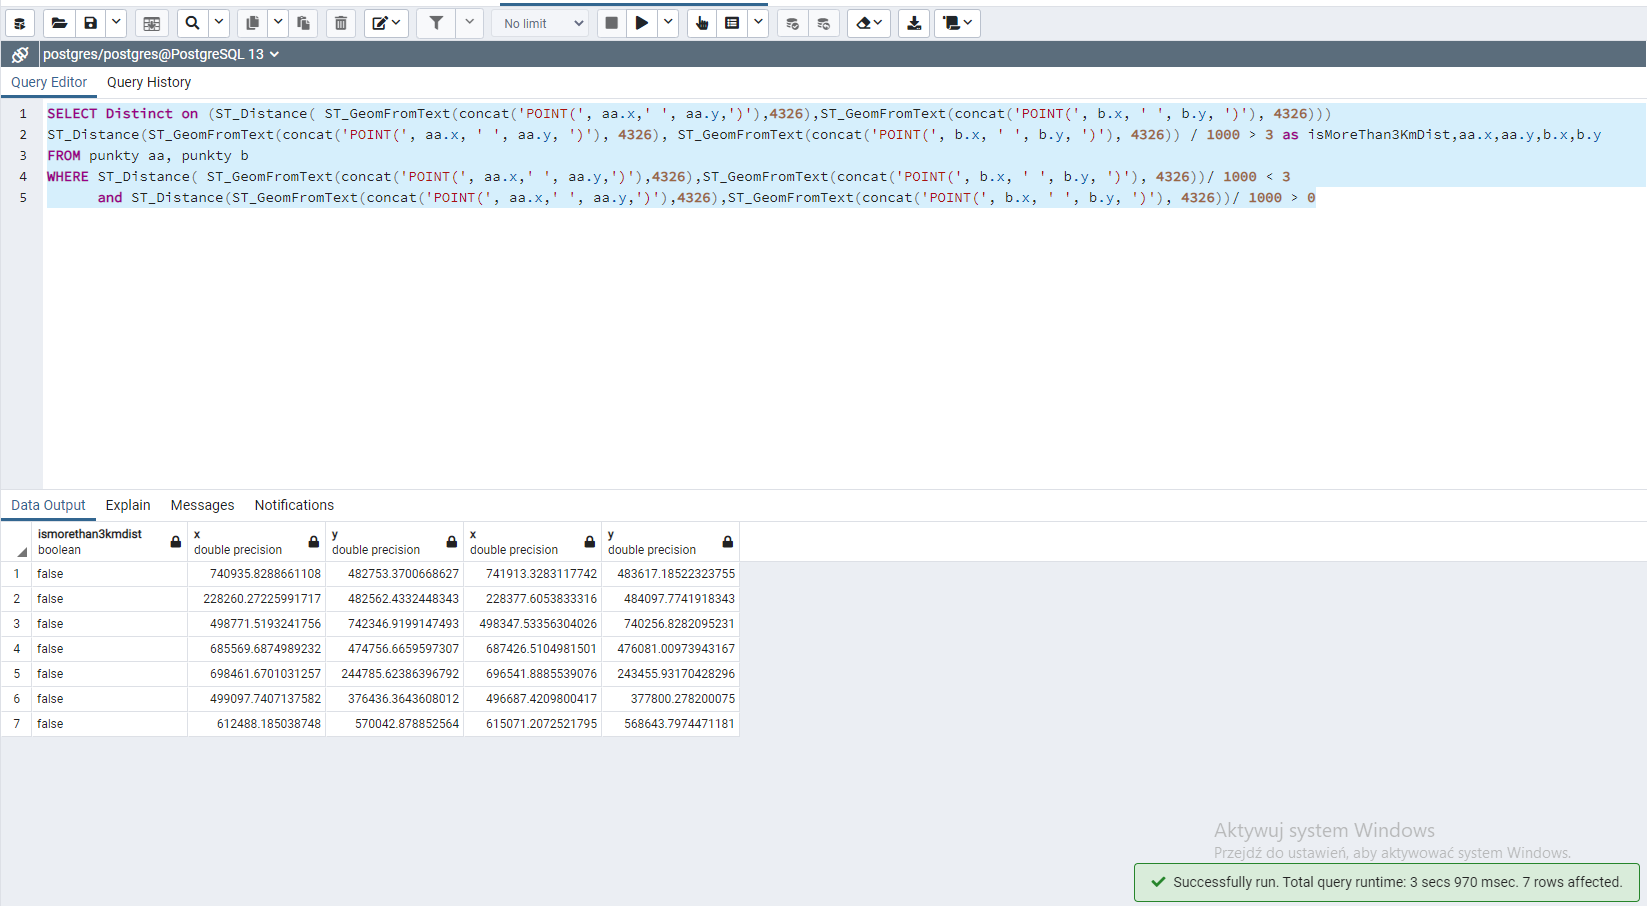 No limit
postgres/postgres@PostgreSQL 13
Query Editor Query History
1 SELECT Distinct on (ST_Distance( ST_GeomFromText(concat('POINT(', aa.x,' ', aa.y,')'),4326),ST_GeomFromText(concat('POINT(', b.x, ' ', b.y, ')'), 4326)))
2 ST_Distance(ST_GeomFromText(concat('POINT(', aa.x, ' ', aa.y, ')'), 4326), ST_GeomFromText(concat('POINT(', b.x, ' ', b.y, ')'), 4326)) / 1000 > 3 as isMoreThan3KmDist,aa.x,aa.y,b.x,b.y
3 FROM punkty aa, punkty b
4 WHERE ST_Distance( ST_GeomFromText(concat('POINT(', aa.x,' ', aa.y,')'),4326),ST_GeomFromText(concat('POINT(', b.x, ' ', b.y, ')'), 4326))/ 1000 < 3
5 and ST_Distance(ST_GeomFromText(concat('POINT(', aa.x,' ', aa.y,')'),4326),ST_GeomFromText(concat('POINT(', b.x, ' ', b.y, ')'), 4326))/ 1000 > 0
Data Output Explain Messages Notifications
ismorethan3kmdist x y x y
boolean double precision double precision double precision double precision
1 false 740935.8288661108 482753.3700668627 741913.3283117742 483617.18522323755
2 false 228260.27225991717 482562.4332448343 228377.6053833316 484097.7741918343
3 false 498771.5193241756 742346.9199147493 498347.53356304026 740256.8282095231
4 false 685569.6874989232 474756.6659597307 687426.5104981501 476081.00973943167
5 false 698461.6701031257 244785.62386396792 696541.8885539076 243455.93170428296
6 false 499097.7407137582 376436.3643608012 496687.4209800417 377800.278200075
7 false 612488.185038748 570042.878852564 615071.2072521795 568643.7974471181
Aktywuj system Windows
Przejdź do ustawień, aby aktywować system Windows.
Successfully run. Total query runtime: 3 secs 970 msec. 7 rows affected.